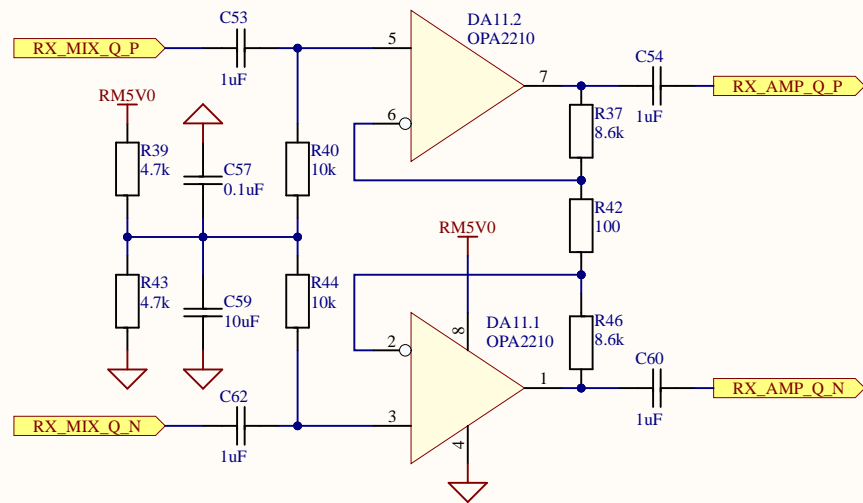 C53
1uF
RX_MIX_Q_P
DA11.2
OPA2210
5
6
7
C54
1uF
RX_AMP_Q_P
RM5V0
R39
4.7k
C57
0.1uF
R40
10k
R37
8.6k
R42
100
RM5V0
R43
4.7k
C59
10uF
R44
10k
8
DA11.1
OPA2210
R46
8.6k
2
3
1
4
C60
1uF
RX_AMP_Q_N
C62
1uF
RX_MIX_Q_N